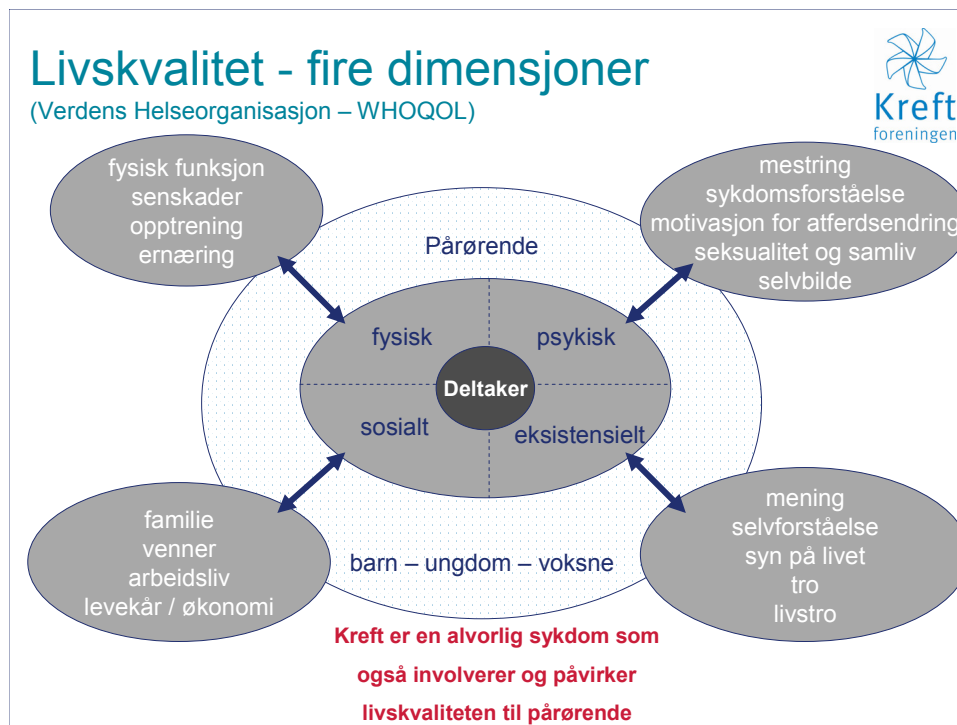 Livskvalitet - fire dimensjoner
(Verdens Helseorganisasjon – WHOQOL)
Kreft
foreningen
fysisk funksjon
senskader
opptrening
ernæring
mestring
sykdomsforståelse
motivasjon for atferdsendring
seksualitet og samliv
selvbilde
Pårørende
fysisk
psykisk
Deltaker
sosialt
eksistensielt
familie
venner
arbeidsliv
levekår / økonomi
mening
selvforståelse
syn på livet
tro
livstro
barn – ungdom – voksne
Kreft er en alvorlig sykdom som
også involverer og påvirker
livskvaliteten til pårørende